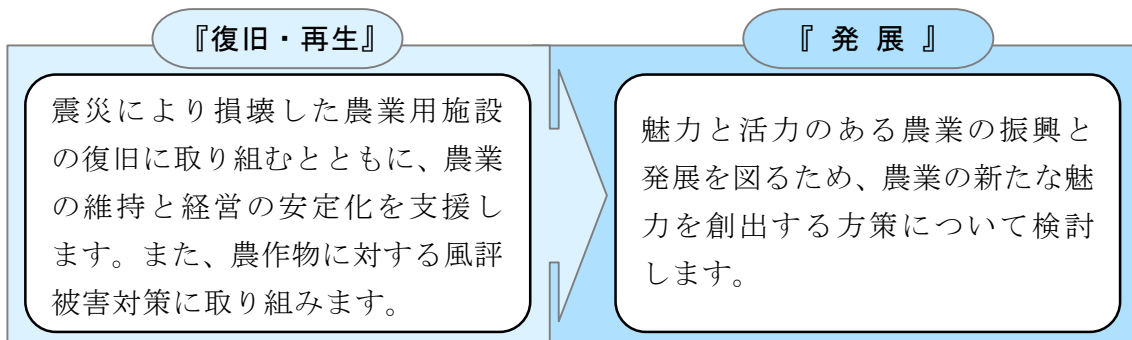 『復旧・再生』
震災により損壊した農業用施設
の復旧に取り組むとともに、農業
の維持と経営の安定化を支援し
ます。また、農作物に対する風評
被害対策に取り組みます。
『 発 展 』
魅力と活力のある農業の振興と
発展を図るため、農業の新たな魅
力を創出する方策について検討
します。